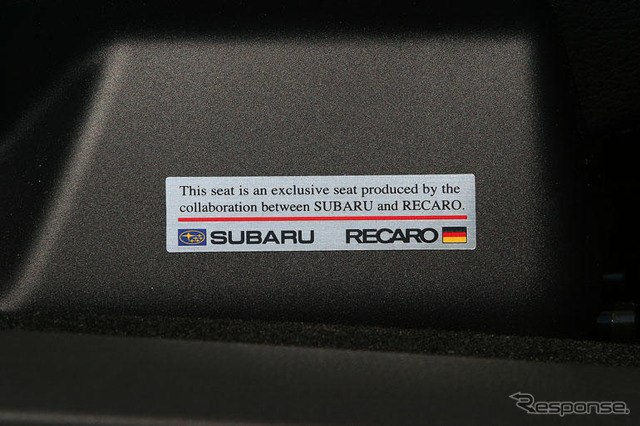 This seat is an exclusive seat produced by the
collaboration between SUBARU and RECARO.
SUBARU RECARO
Response.